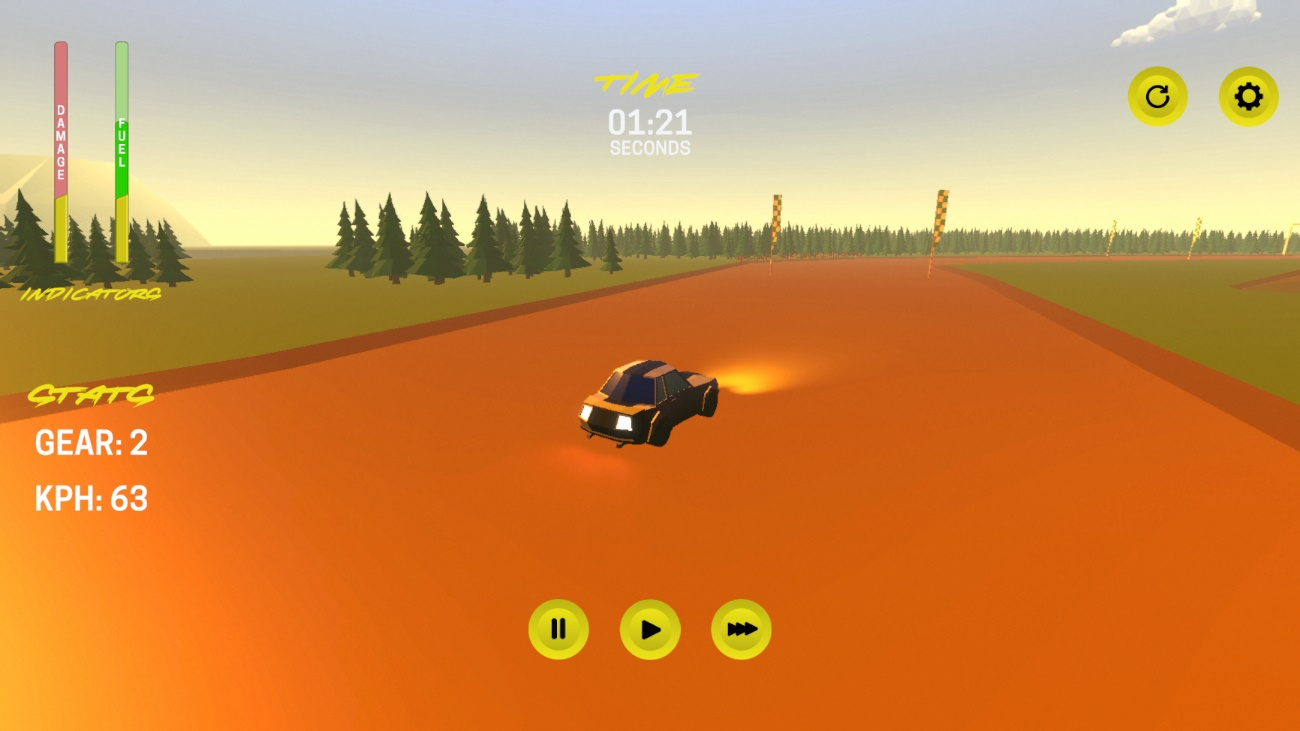 DAMAGE
FUEL
INDICATORS
TIME
01:21
SECONDS
STATS
GEAR: 2
KPH: 63